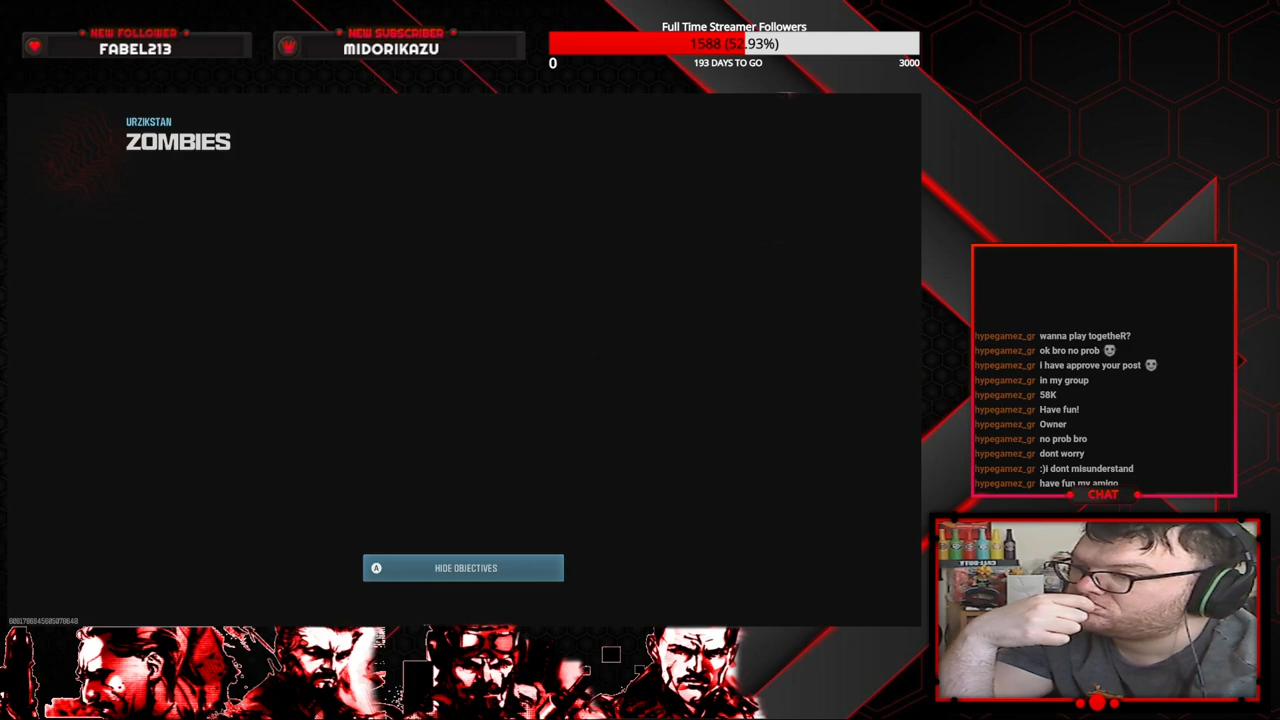 NEW FOLLOWER
FABEL213
NEW SUBSCRIBER
MIDORIKAZU
Full Time Streamer Followers
1588 (52.93%)
0
193 DAYS TO GO
3000
URZIKSTAN
ZOMBIES
hypegamez_gr wanna play togetheR?
hypegamez_gr ok bro no prob
hypegamez_gr i have approve your post
hypegamez_gr in my group
hypegamez_gr 58K
hypegamez_gr Have fun!
hypegamez_gr Owner
hypegamez_gr no prob bro
hypegamez_gr dont worry
hypegamez_gr :)i dont misunderstand
hypegamez_gr have fun my amigo
CHAT
A HIDE OBJECTIVES